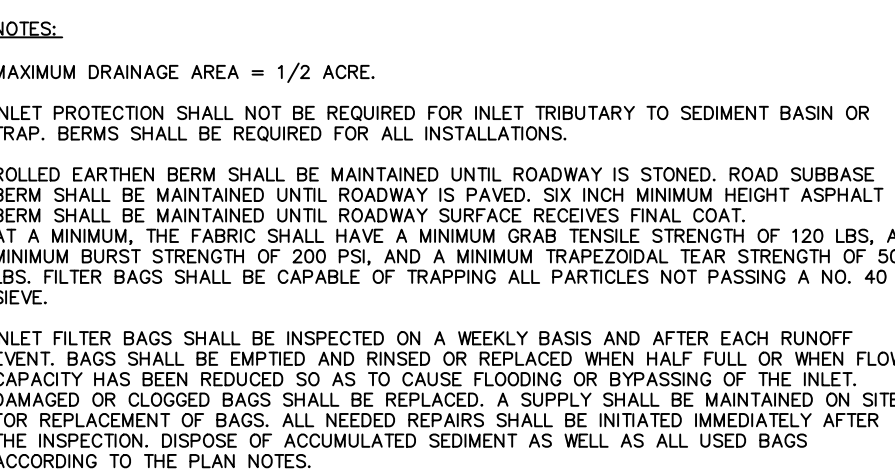 NOTES:
MAXIMUM DRAINAGE AREA = 1/2 ACRE.
INLET PROTECTION SHALL NOT BE REQUIRED FOR INLET TRIBUTARY TO SEDIMENT BASIN OR
TRAP. BERMS SHALL BE REQUIRED FOR ALL INSTALLATIONS.
ROLLED EARTHEN BERM SHALL BE MAINTAINED UNTIL ROADWAY IS STONED. ROAD SUBBASE
BERM SHALL BE MAINTAINED UNTIL ROADWAY IS PAVED. SIX INCH MINIMUM HEIGHT ASPHALT
BERM SHALL BE MAINTAINED UNTIL ROADWAY SURFACE RECEIVES FINAL COAT.
AT A MINIMUM, THE FABRIC SHALL HAVE A MINIMUM GRAB TENSILE STRENGTH OF 120 LBS, A
MINIMUM BURST STRENGTH OF 200 PSI, AND A MINIMUM TRAPEZOIDAL TEAR STRENGTH OF 50
LBS. FILTER BAGS SHALL BE CAPABLE OF TRAPPING ALL PARTICLES NOT PASSING A NO. 40
SIEVE.
INLET FILTER BAGS SHALL BE INSPECTED ON A WEEKLY BASIS AND AFTER EACH RUNOFF
EVENT. BAGS SHALL BE EMPTIED AND RINSED OR REPLACED WHEN HALF FULL OR WHEN FLOW
CAPACITY HAS BEEN REDUCED SO AS TO CAUSE FLOODING OR BYPASSING OF THE INLET.
DAMAGED OR CLOGGED BAGS SHALL BE REPLACED. A SUPPLY SHALL BE MAINTAINED ON SITE
FOR REPLACEMENT OF BAGS. ALL NEEDED REPAIRS SHALL BE INITIATED IMMEDIATELY AFTER
THE INSPECTION. DISPOSE OF ACCUMULATED SEDIMENT AS WELL AS ALL USED BAGS
ACCORDING TO THE PLAN NOTES.